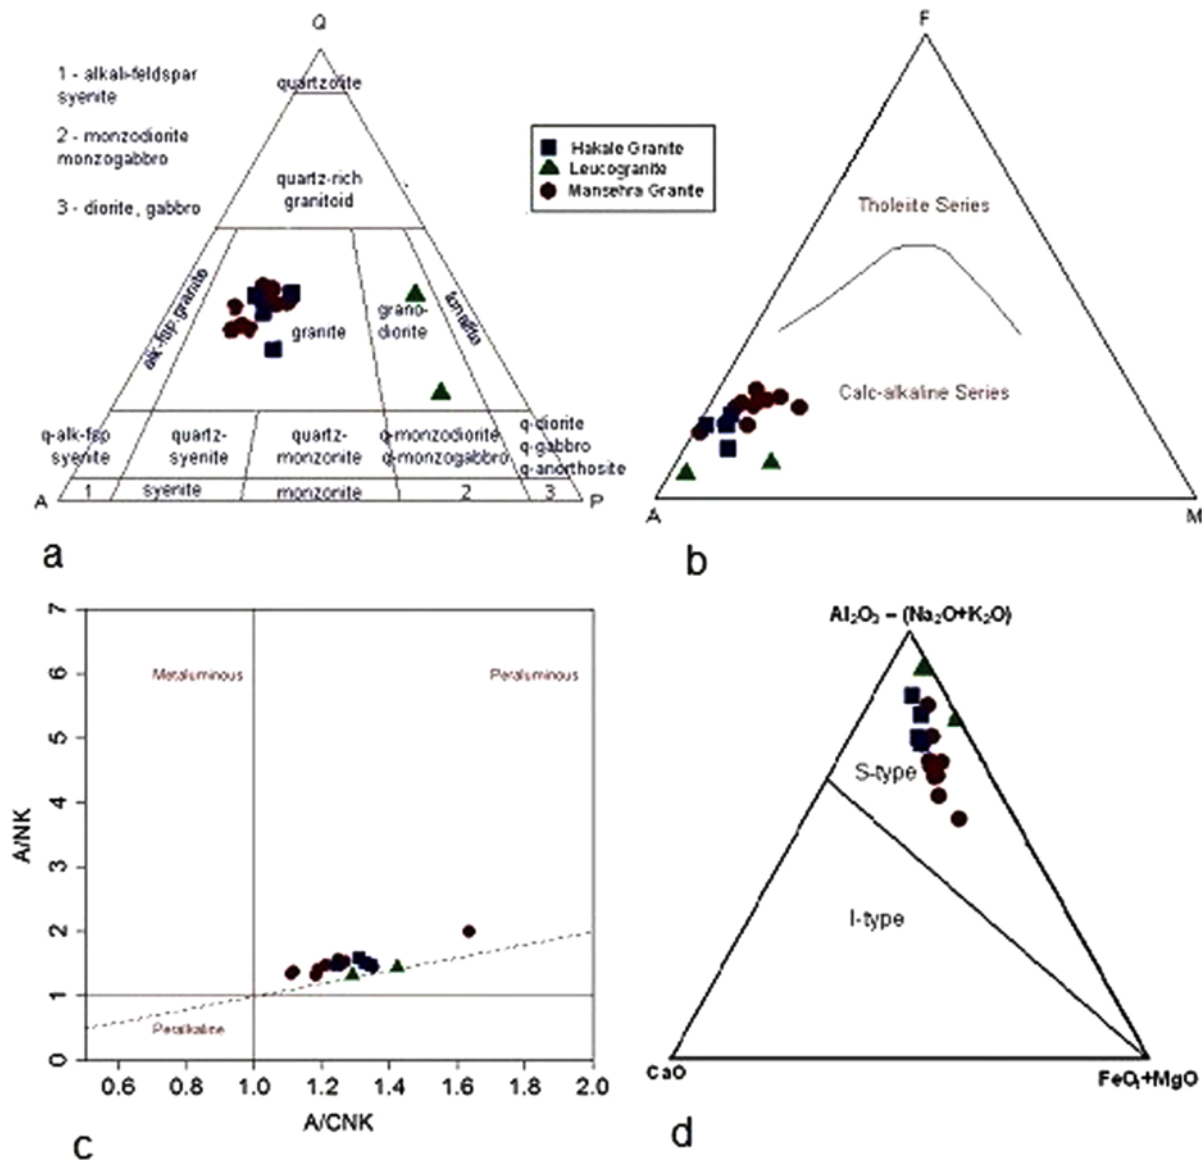 Q
1 - alkal-feldspar
syenite
2 - monzodiorite
monzogabbro
3 - diorite, gabbro
quartzolite
quartz-rich
granitoid
alk-fsp-granite
granite
grano-
diorite
tonalite
q-alk-fsp
syenite
quartz-
syenite
quartz-
monzonite
q-monzodiorite
q-monzogabbro
q-diorite
q-gabbro
q-anorthosite
A
1
syenite
monzonite
2
3
P
a
Hakale Granite
Leucogranite
Mansehra Granite
F
Tholeiite Series
Calc-alkaline Series
A
M
b
7
6
5
4
3
2
1
0
A/NK
Metaluminous
Peraluminous
Peralkaline
0.6 0.8 1.0 1.2 1.4 1.6 1.8 2.0
A/CNK
c
Al₂O₃ – (Na₂O+K₂O)
S-type
I-type
CaO
FeOₜ+MgO
d